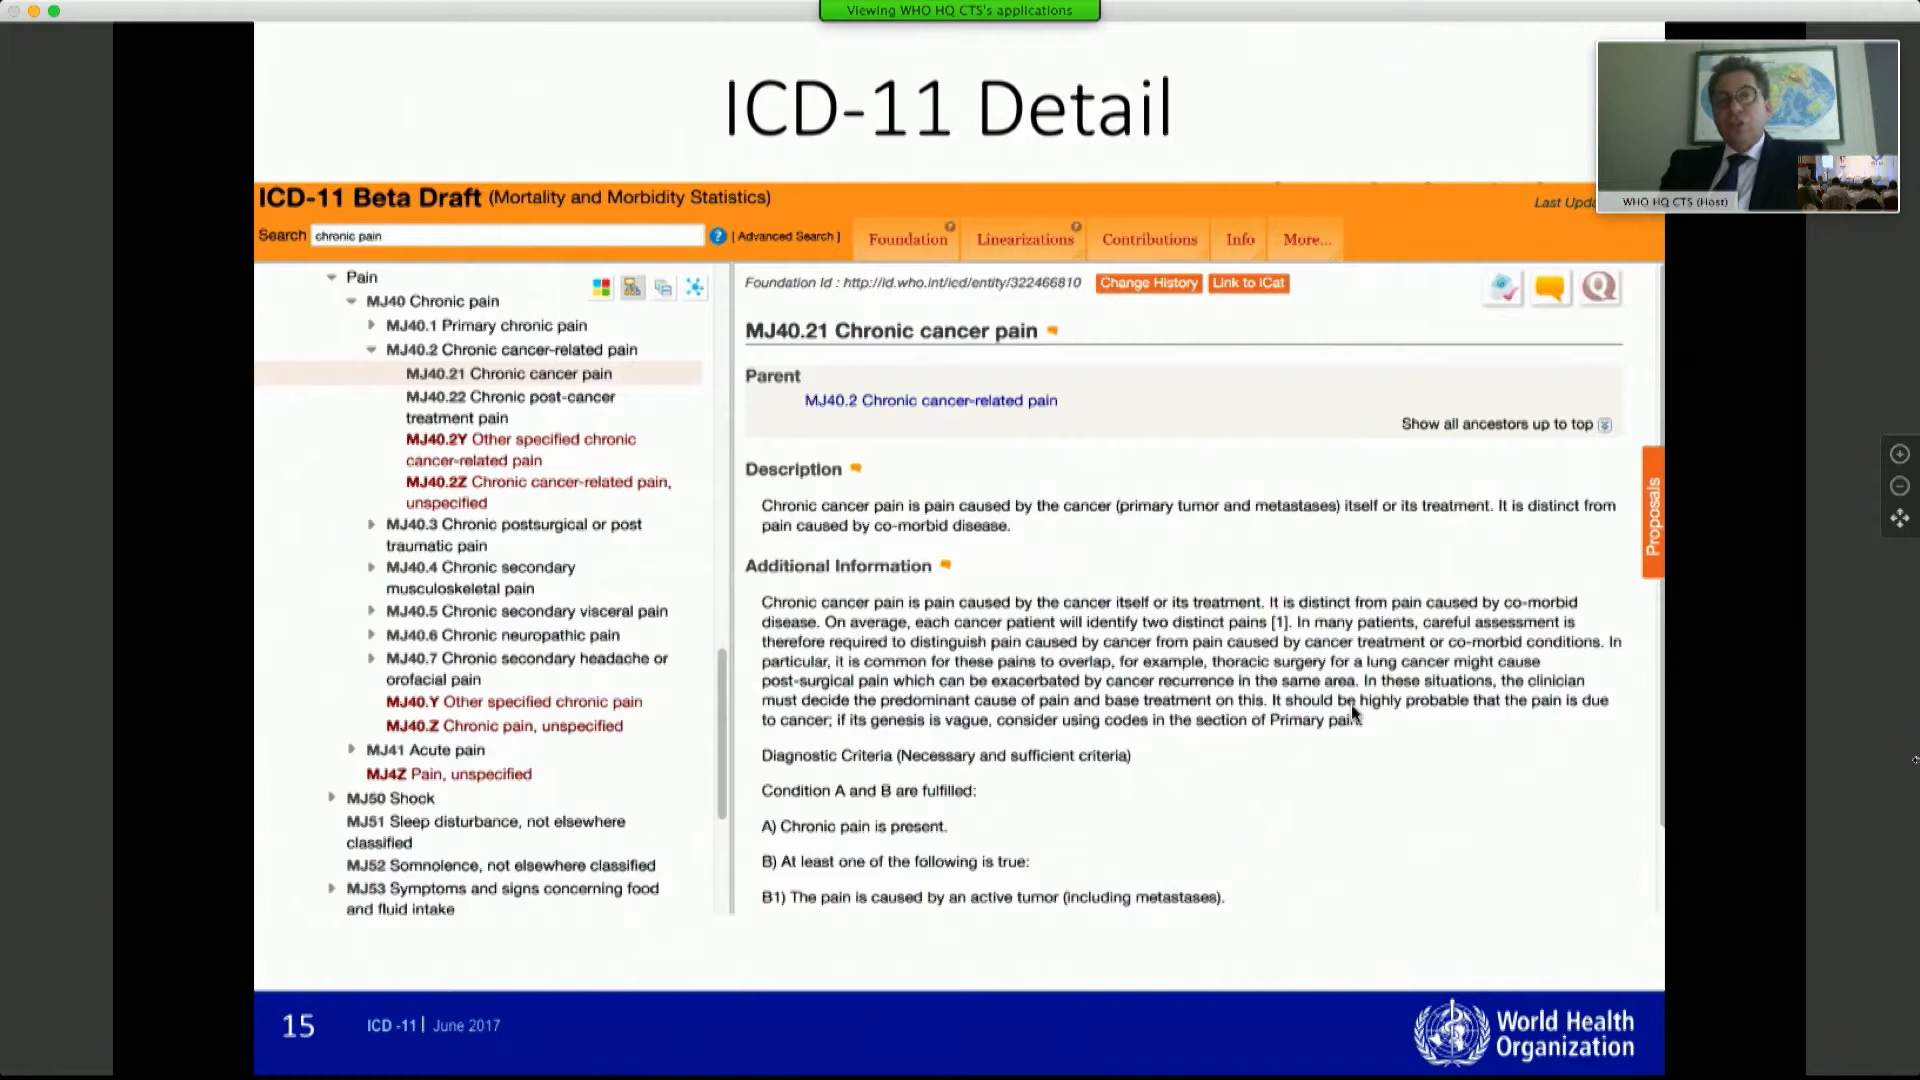 Viewing WHO HQ CTS's applications
ICD-11 Detail
WHO HQ CTS (Host)
ICD-11 Beta Draft (Mortality and Morbidity Statistics)
Last Upda
Search chronic pain ? [ Advanced Search ]
Foundation ? Linearizations ? Contributions Info More...
Pain
MJ40 Chronic pain
MJ40.1 Primary chronic pain
MJ40.2 Chronic cancer-related pain
MJ40.21 Chronic cancer pain
MJ40.22 Chronic post-cancer
treatment pain
MJ40.2Y Other specified chronic
cancer-related pain
MJ40.2Z Chronic cancer-related pain,
unspecified
MJ40.3 Chronic postsurgical or post
traumatic pain
MJ40.4 Chronic secondary
musculoskeletal pain
MJ40.5 Chronic secondary visceral pain
MJ40.6 Chronic neuropathic pain
MJ40.7 Chronic secondary headache or
orofacial pain
MJ40.Y Other specified chronic pain
MJ40.Z Chronic pain, unspecified
MJ41 Acute pain
MJ4Z Pain, unspecified
MJ50 Shock
MJ51 Sleep disturbance, not elsewhere
classified
MJ52 Somnolence, not elsewhere classified
MJ53 Symptoms and signs concerning food
and fluid intake
Foundation Id : http://id.who.int/icd/entity/322466810 Change History Link to iCat
Q
MJ40.21 Chronic cancer pain
Parent
MJ40.2 Chronic cancer-related pain
Show all ancestors up to top
Description
Chronic cancer pain is pain caused by the cancer (primary tumor and metastases) itself or its treatment. It is distinct from
pain caused by co-morbid disease.
Additional Information
Chronic cancer pain is pain caused by the cancer itself or its treatment. It is distinct from pain caused by co-morbid
disease. On average, each cancer patient will identify two distinct pains [1]. In many patients, careful assessment is
therefore required to distinguish pain caused by cancer from pain caused by cancer treatment or co-morbid conditions. In
particular, it is common for these pains to overlap, for example, thoracic surgery for a lung cancer might cause
post-surgical pain which can be exacerbated by cancer recurrence in the same area. In these situations, the clinician
must decide the predominant cause of pain and base treatment on this. It should be highly probable that the pain is due
to cancer; if its genesis is vague, consider using codes in the section of Primary pain.
Diagnostic Criteria (Necessary and sufficient criteria)
Condition A and B are fulfilled:
A) Chronic pain is present.
B) At least one of the following is true:
B1) The pain is caused by an active tumor (including metastases).
Proposals
15 ICD -11 | June 2017
World Health
Organization